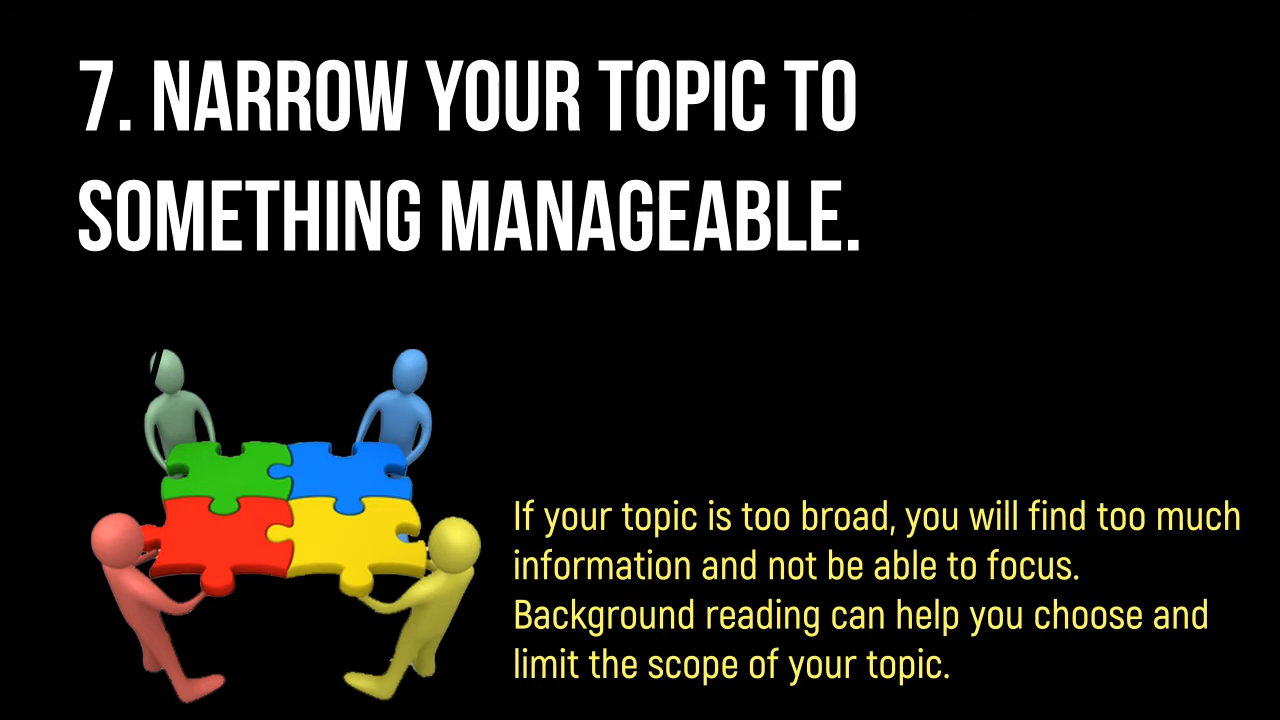 7. NARROW YOUR TOPIC TO
SOMETHING MANAGEABLE.
If your topic is too broad, you will find too much
information and not be able to focus.
Background reading can help you choose and
limit the scope of your topic.